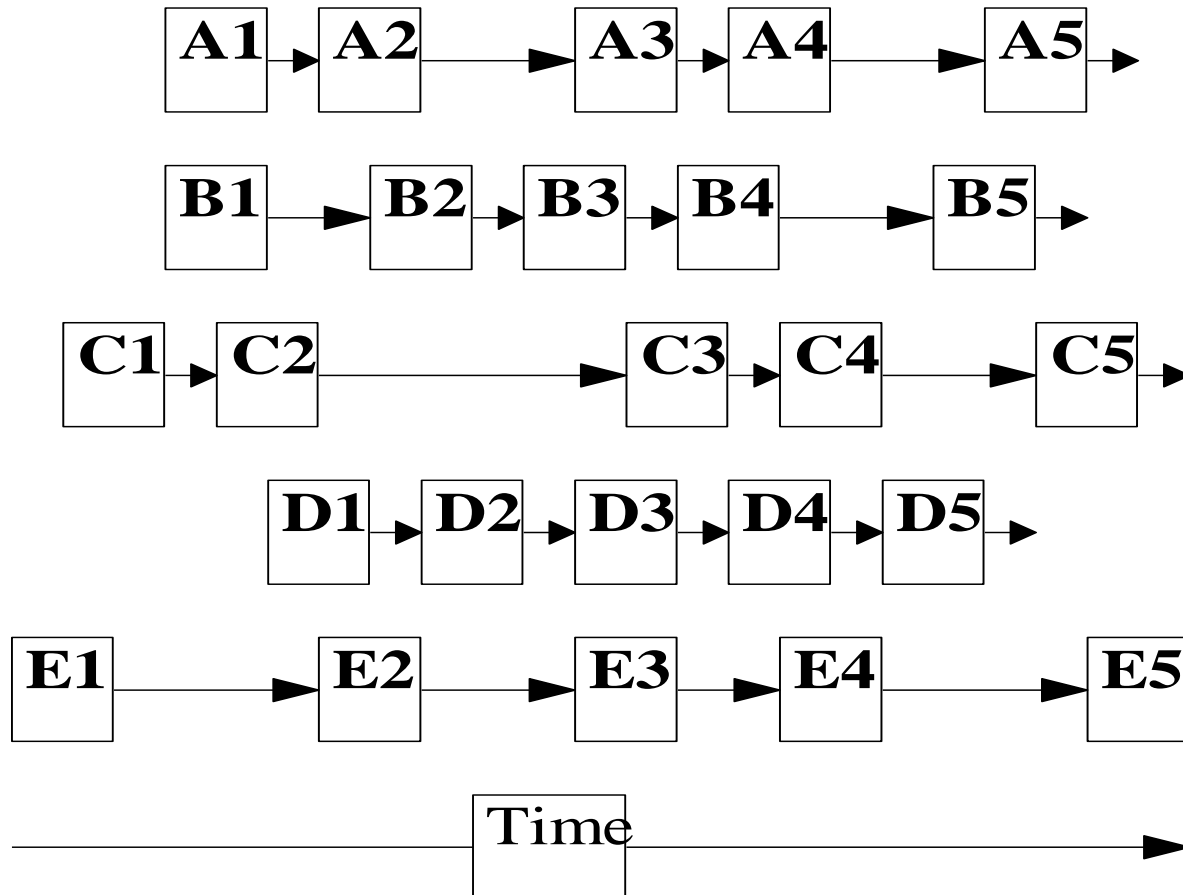 A1 A2 A3 A4 A5
B1 B2 B3 B4 B5
C1 C2 C3 C4 C5
D1 D2 D3 D4 D5
E1 E2 E3 E4 E5
Time